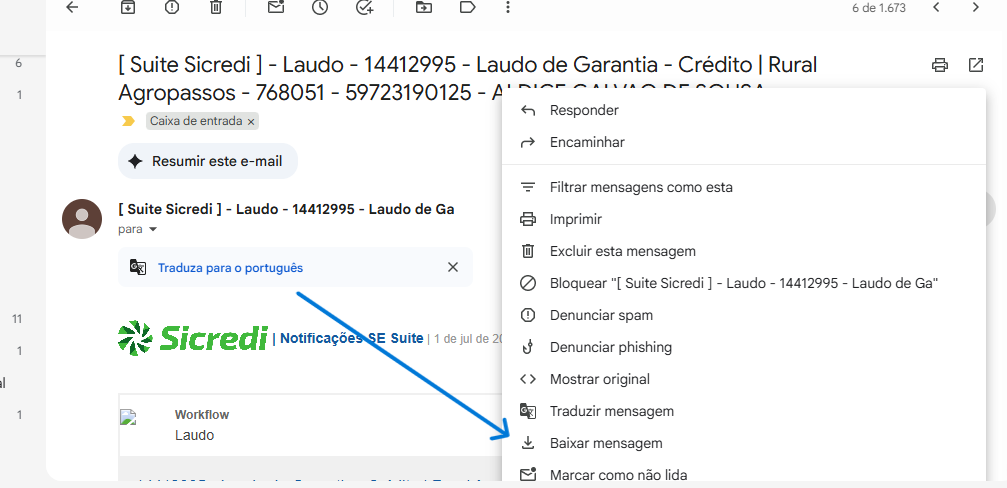 6 de 1.673
6
[ Suite Sicredi ] - Laudo - 14412995 - Laudo de Garantia - Crédito | Rural
1
Agropassos - 768051 - 59723190125 - ALDICE GALVAO DE SOUSA
Caixa de entrada ×
Resumir este e-mail
[ Suite Sicredi ] - Laudo - 14412995 - Laudo de Ga
para
Traduza para o português
11
Sicredi | Notificações SE Suite | 1 de jul de 20
1
al
1
Workflow
Laudo
Responder
Encaminhar
Filtrar mensagens como esta
Imprimir
Excluir esta mensagem
Bloquear "[ Suite Sicredi ] - Laudo - 14412995 - Laudo de Ga"
Denunciar spam
Denunciar phishing
Mostrar original
Traduzir mensagem
Baixar mensagem
Marcar como não lida